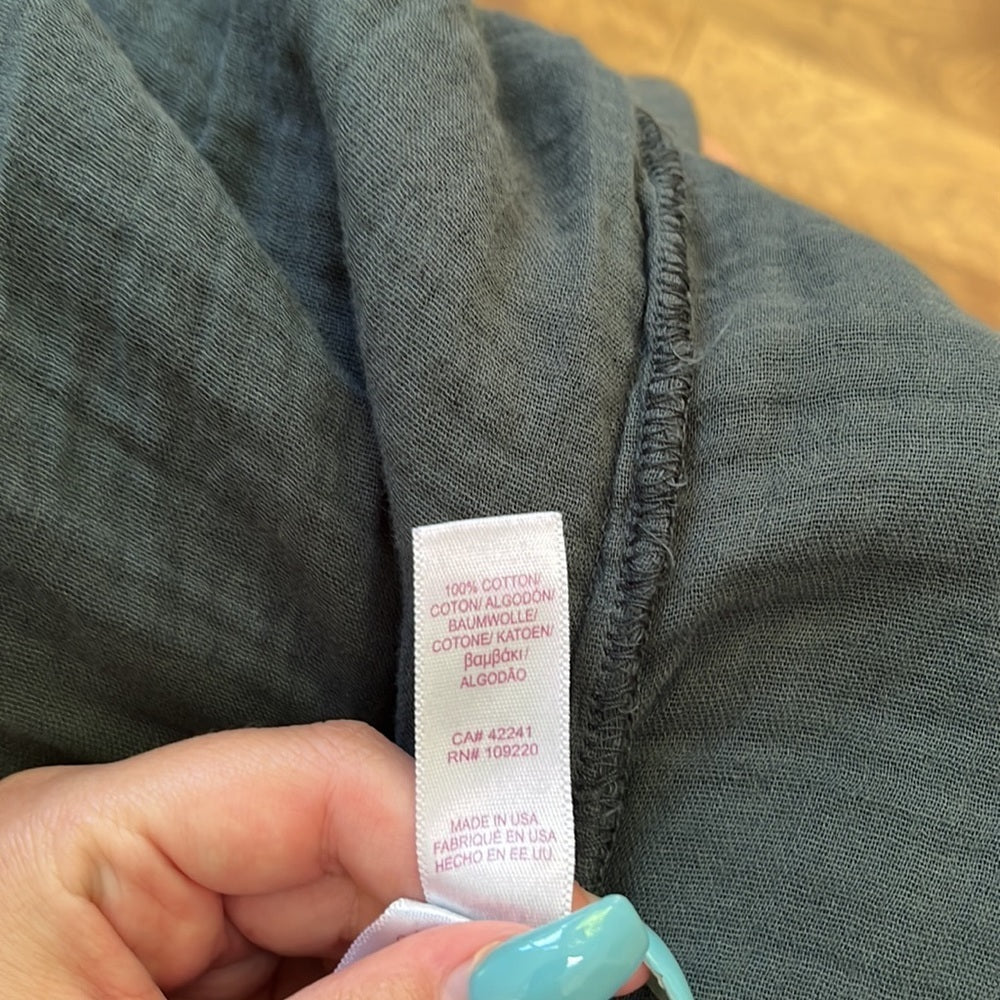 100% COTTON/
COTON/ ALGODÓN/
BAUMWOLLE/
COTONE/ KATOEN/
βαμβάκι/
ALGODÃO
CA# 42241
RN# 109220
MADE IN USA
FABRIQUÉ EN USA
HECHO EN EE.UU.